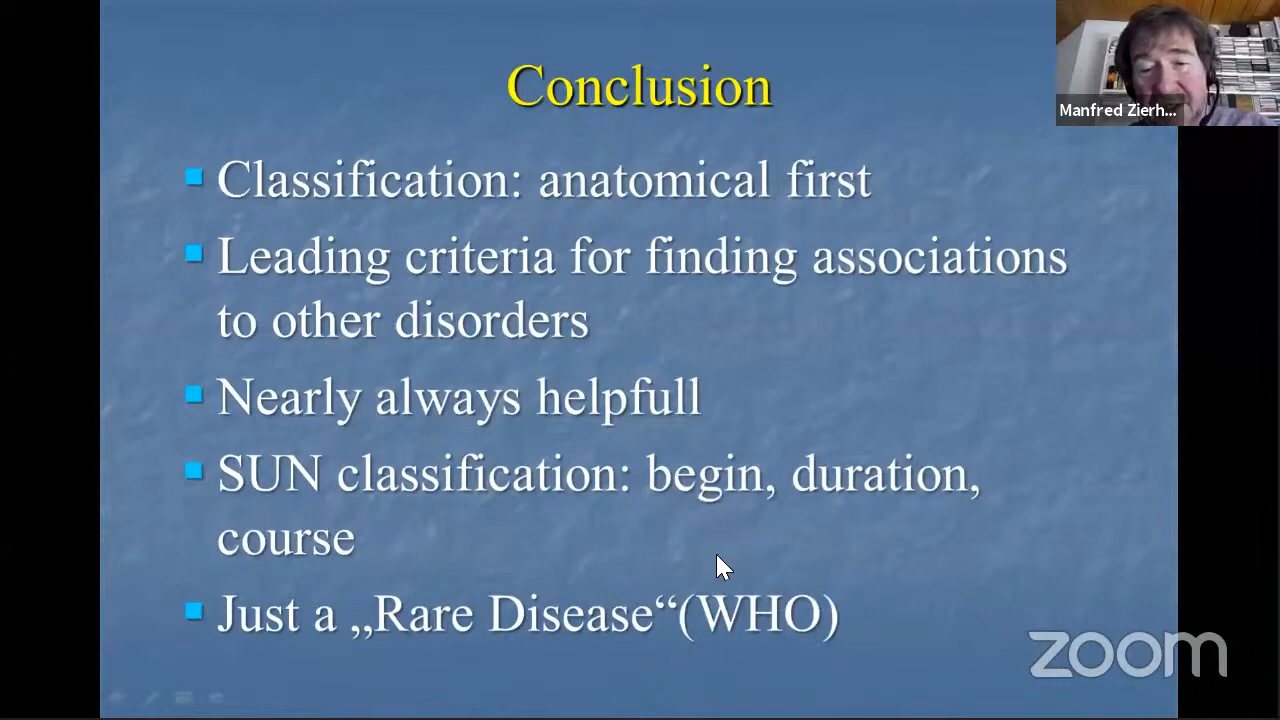 Conclusion
Manfred Zierh...
Classification: anatomical first
Leading criteria for finding associations
to other disorders
Nearly always helpfull
SUN classification: begin, duration,
course
Just a „Rare Disease“(WHO)
zoom